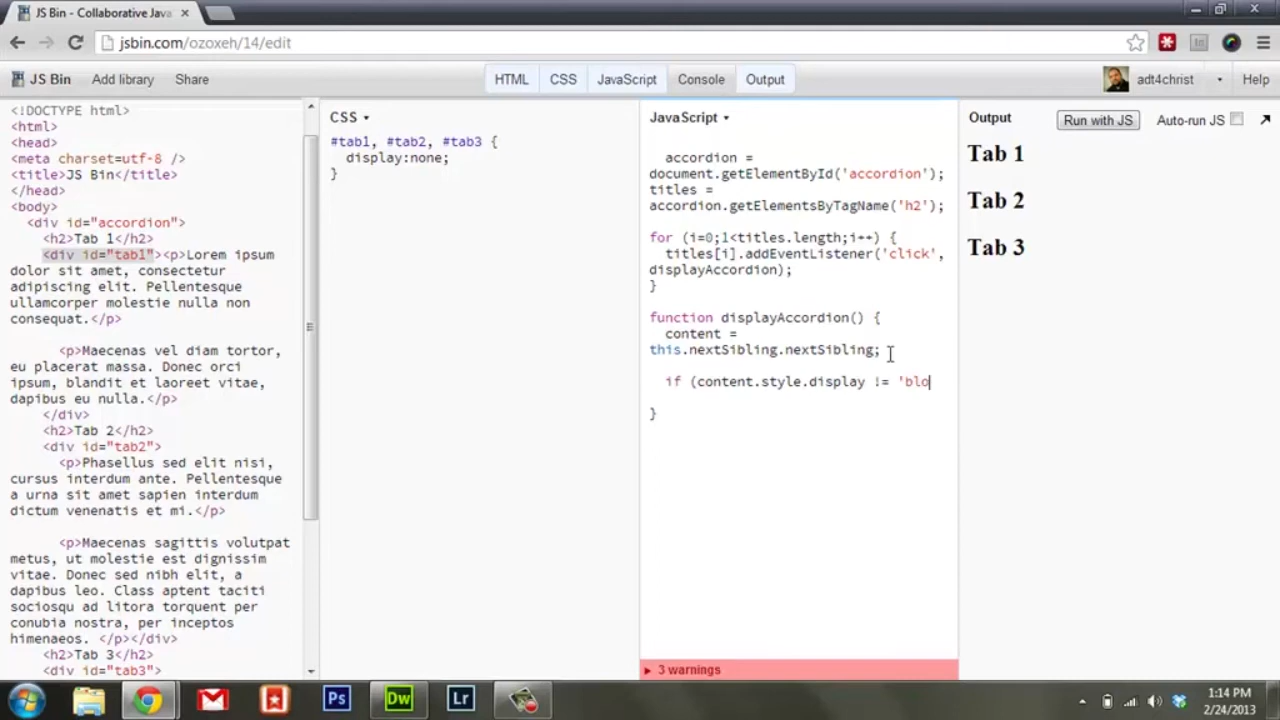 JS Bin - Collaborative Java
jsbin.com/ozoxeh/14/edit
JS Bin Add library Share HTML CSS JavaScript Console Output adt4christ Help
<!DOCTYPE html>
<html>
<head>
<meta charset=utf-8 />
<title>JS Bin</title>
</head>
<body>
<div id="accordion">
<h2>Tab 1</h2>
<div id="tab1"><p>Lorem ipsum
dolor sit amet, consectetur
adipiscing elit. Pellentesque
ullamcorper molestie nulla non
consequat.</p>
<p>Maecenas vel diam tortor,
eu placerat massa. Donec orci
ipsum, blandit et laoreet vitae,
dapibus eu nulla.</p>
</div>
<h2>Tab 2</h2>
<div id="tab2">
<p>Phasellus sed elit nisi,
cursus interdum ante. Pellentesque
a urna sit amet sapien interdum
dictum venenatis et mi.</p>
<p>Maecenas sagittis volutpat
metus, ut molestie est dignissim
vitae. Donec sed nibh elit, a
dapibus leo. Class aptent taciti
sociosqu ad litora torquent per
conubia nostra, per inceptos
himenaeos. </p></div>
<h2>Tab 3</h2>
<div id="tab3">
CSS
#tab1, #tab2, #tab3 {
display:none;
}
JavaScript
accordion =
document.getElementById('accordion');
titles =
accordion.getElementsByTagName('h2');
for (i=0;l<titles.length;i++) {
titles[i].addEventListener('click',
displayAccordion);
}
function displayAccordion() {
content =
this.nextSibling.nextSibling;
if (content.style.display != 'blo
}
3 warnings
Output Run with JS Auto-run JS
Tab 1
Tab 2
Tab 3
Ps Dw Lr
1:14 PM
2/24/2013